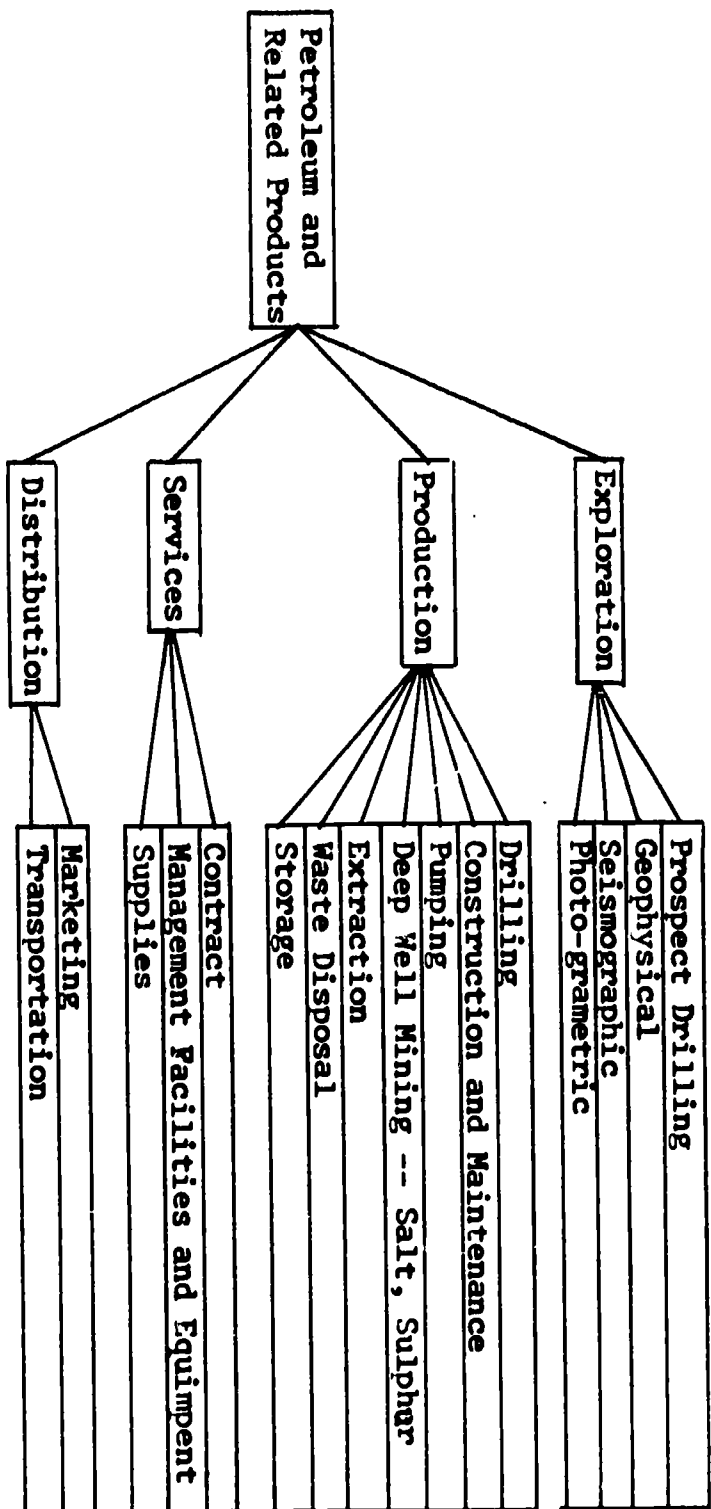 Petroleum and
Related Products
Exploration
Prospect Drilling
Geophysical
Seismographic
Photo-grametric
Production
Drilling
Construction and Maintenance
Pumping
Deep Well Mining -- Salt, Sulphur
Extraction
Waste Disposal
Storage
Services
Contract
Management Facilities and Equimpent
Supplies
Distribution
Marketing
Transportation